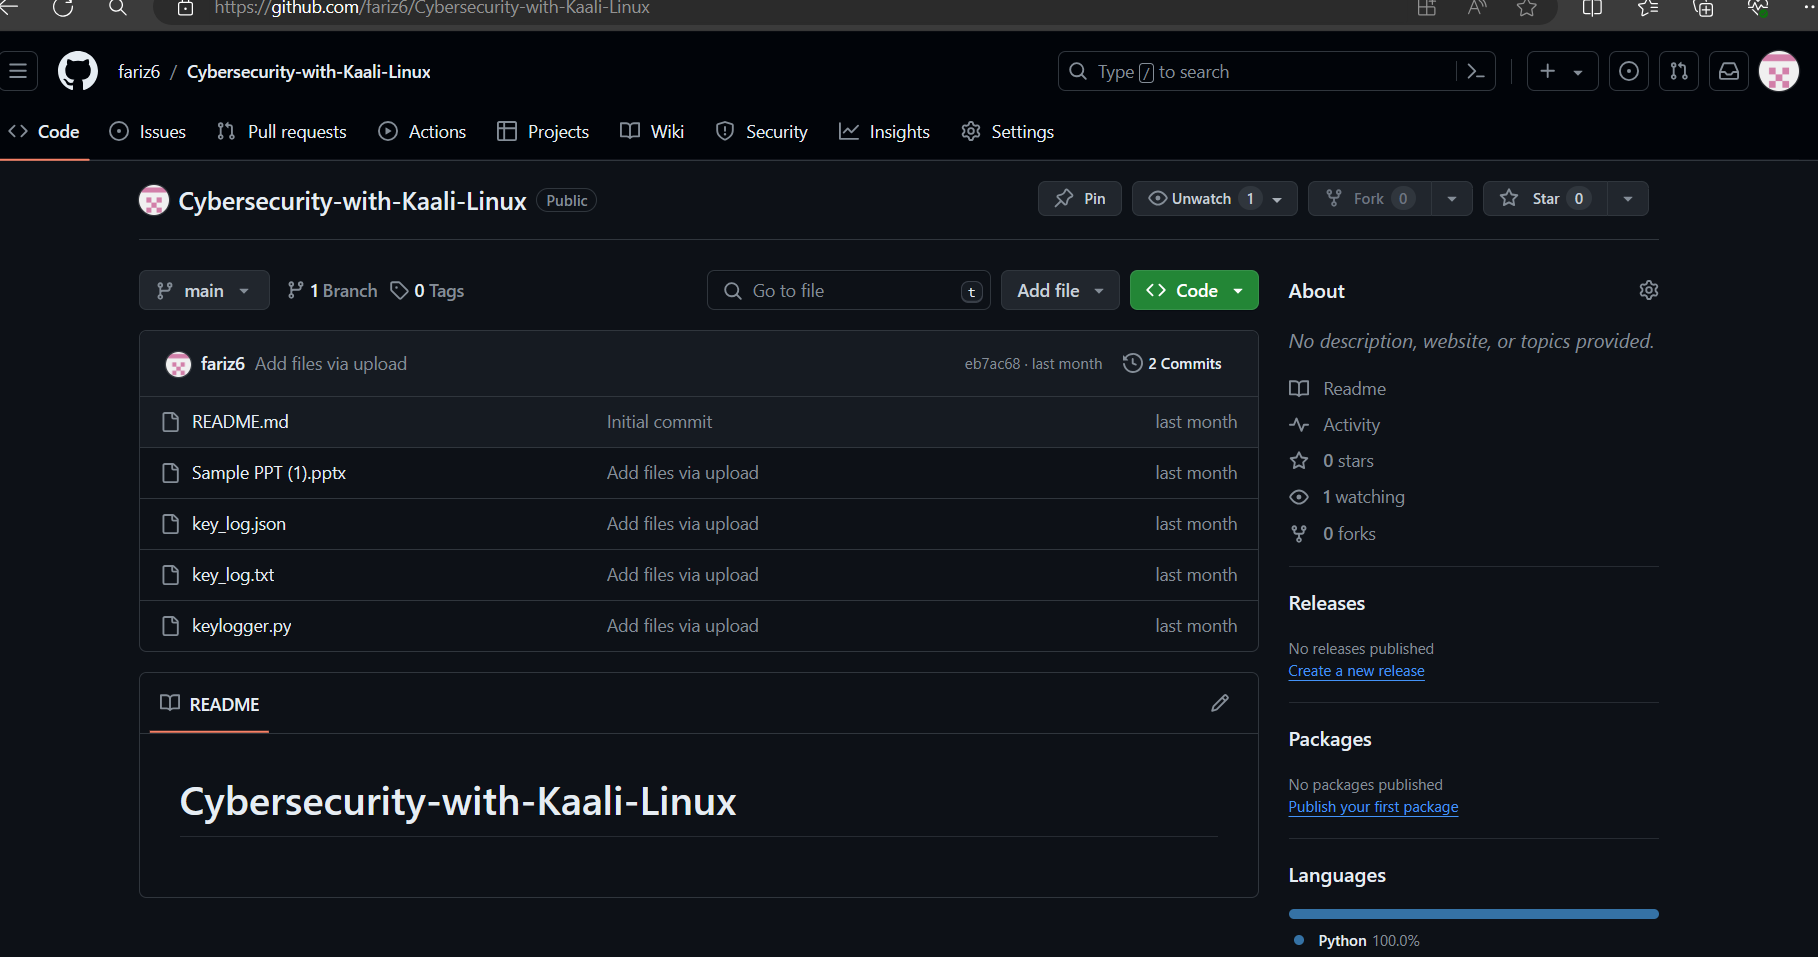 https://github.com/fariz6/Cybersecurity-with-Kaali-Linux
fariz6 / Cybersecurity-with-Kaali-Linux
Type / to search
Code Issues Pull requests Actions Projects Wiki Security Insights Settings
Cybersecurity-with-Kaali-Linux Public
Pin Unwatch 1 Fork 0 Star 0
main 1 Branch 0 Tags Go to file t Add file Code
fariz6 Add files via upload eb7ac68 · last month 2 Commits
README.md Initial commit last month
Sample PPT (1).pptx Add files via upload last month
key_log.json Add files via upload last month
key_log.txt Add files via upload last month
keylogger.py Add files via upload last month
README
Cybersecurity-with-Kaali-Linux
About
No description, website, or topics provided.
Readme
Activity
0 stars
1 watching
0 forks
Releases
No releases published
Create a new release
Packages
No packages published
Publish your first package
Languages
Python 100.0%